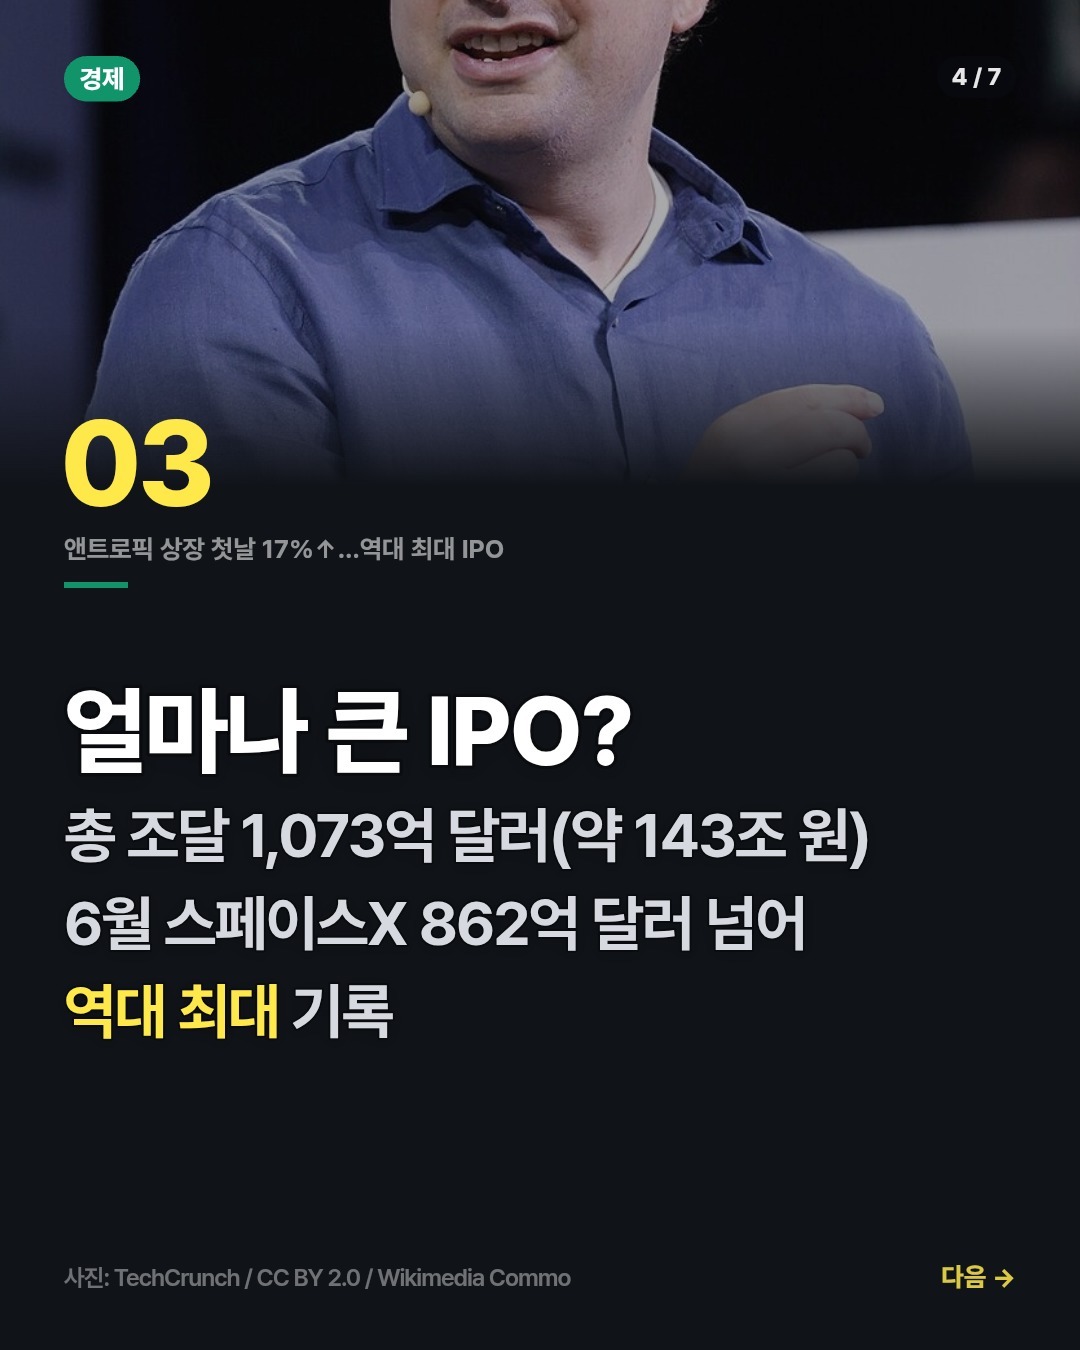 경제
4 / 7
03
앤트로픽 상장 첫날 17%↑…역대 최대 IPO
얼마나 큰 IPO?
총 조달 1,073억 달러(약 143조 원)
6월 스페이스X 862억 달러 넘어
역대 최대 기록
사진: TechCrunch / CC BY 2.0 / Wikimedia Commo
다음 →